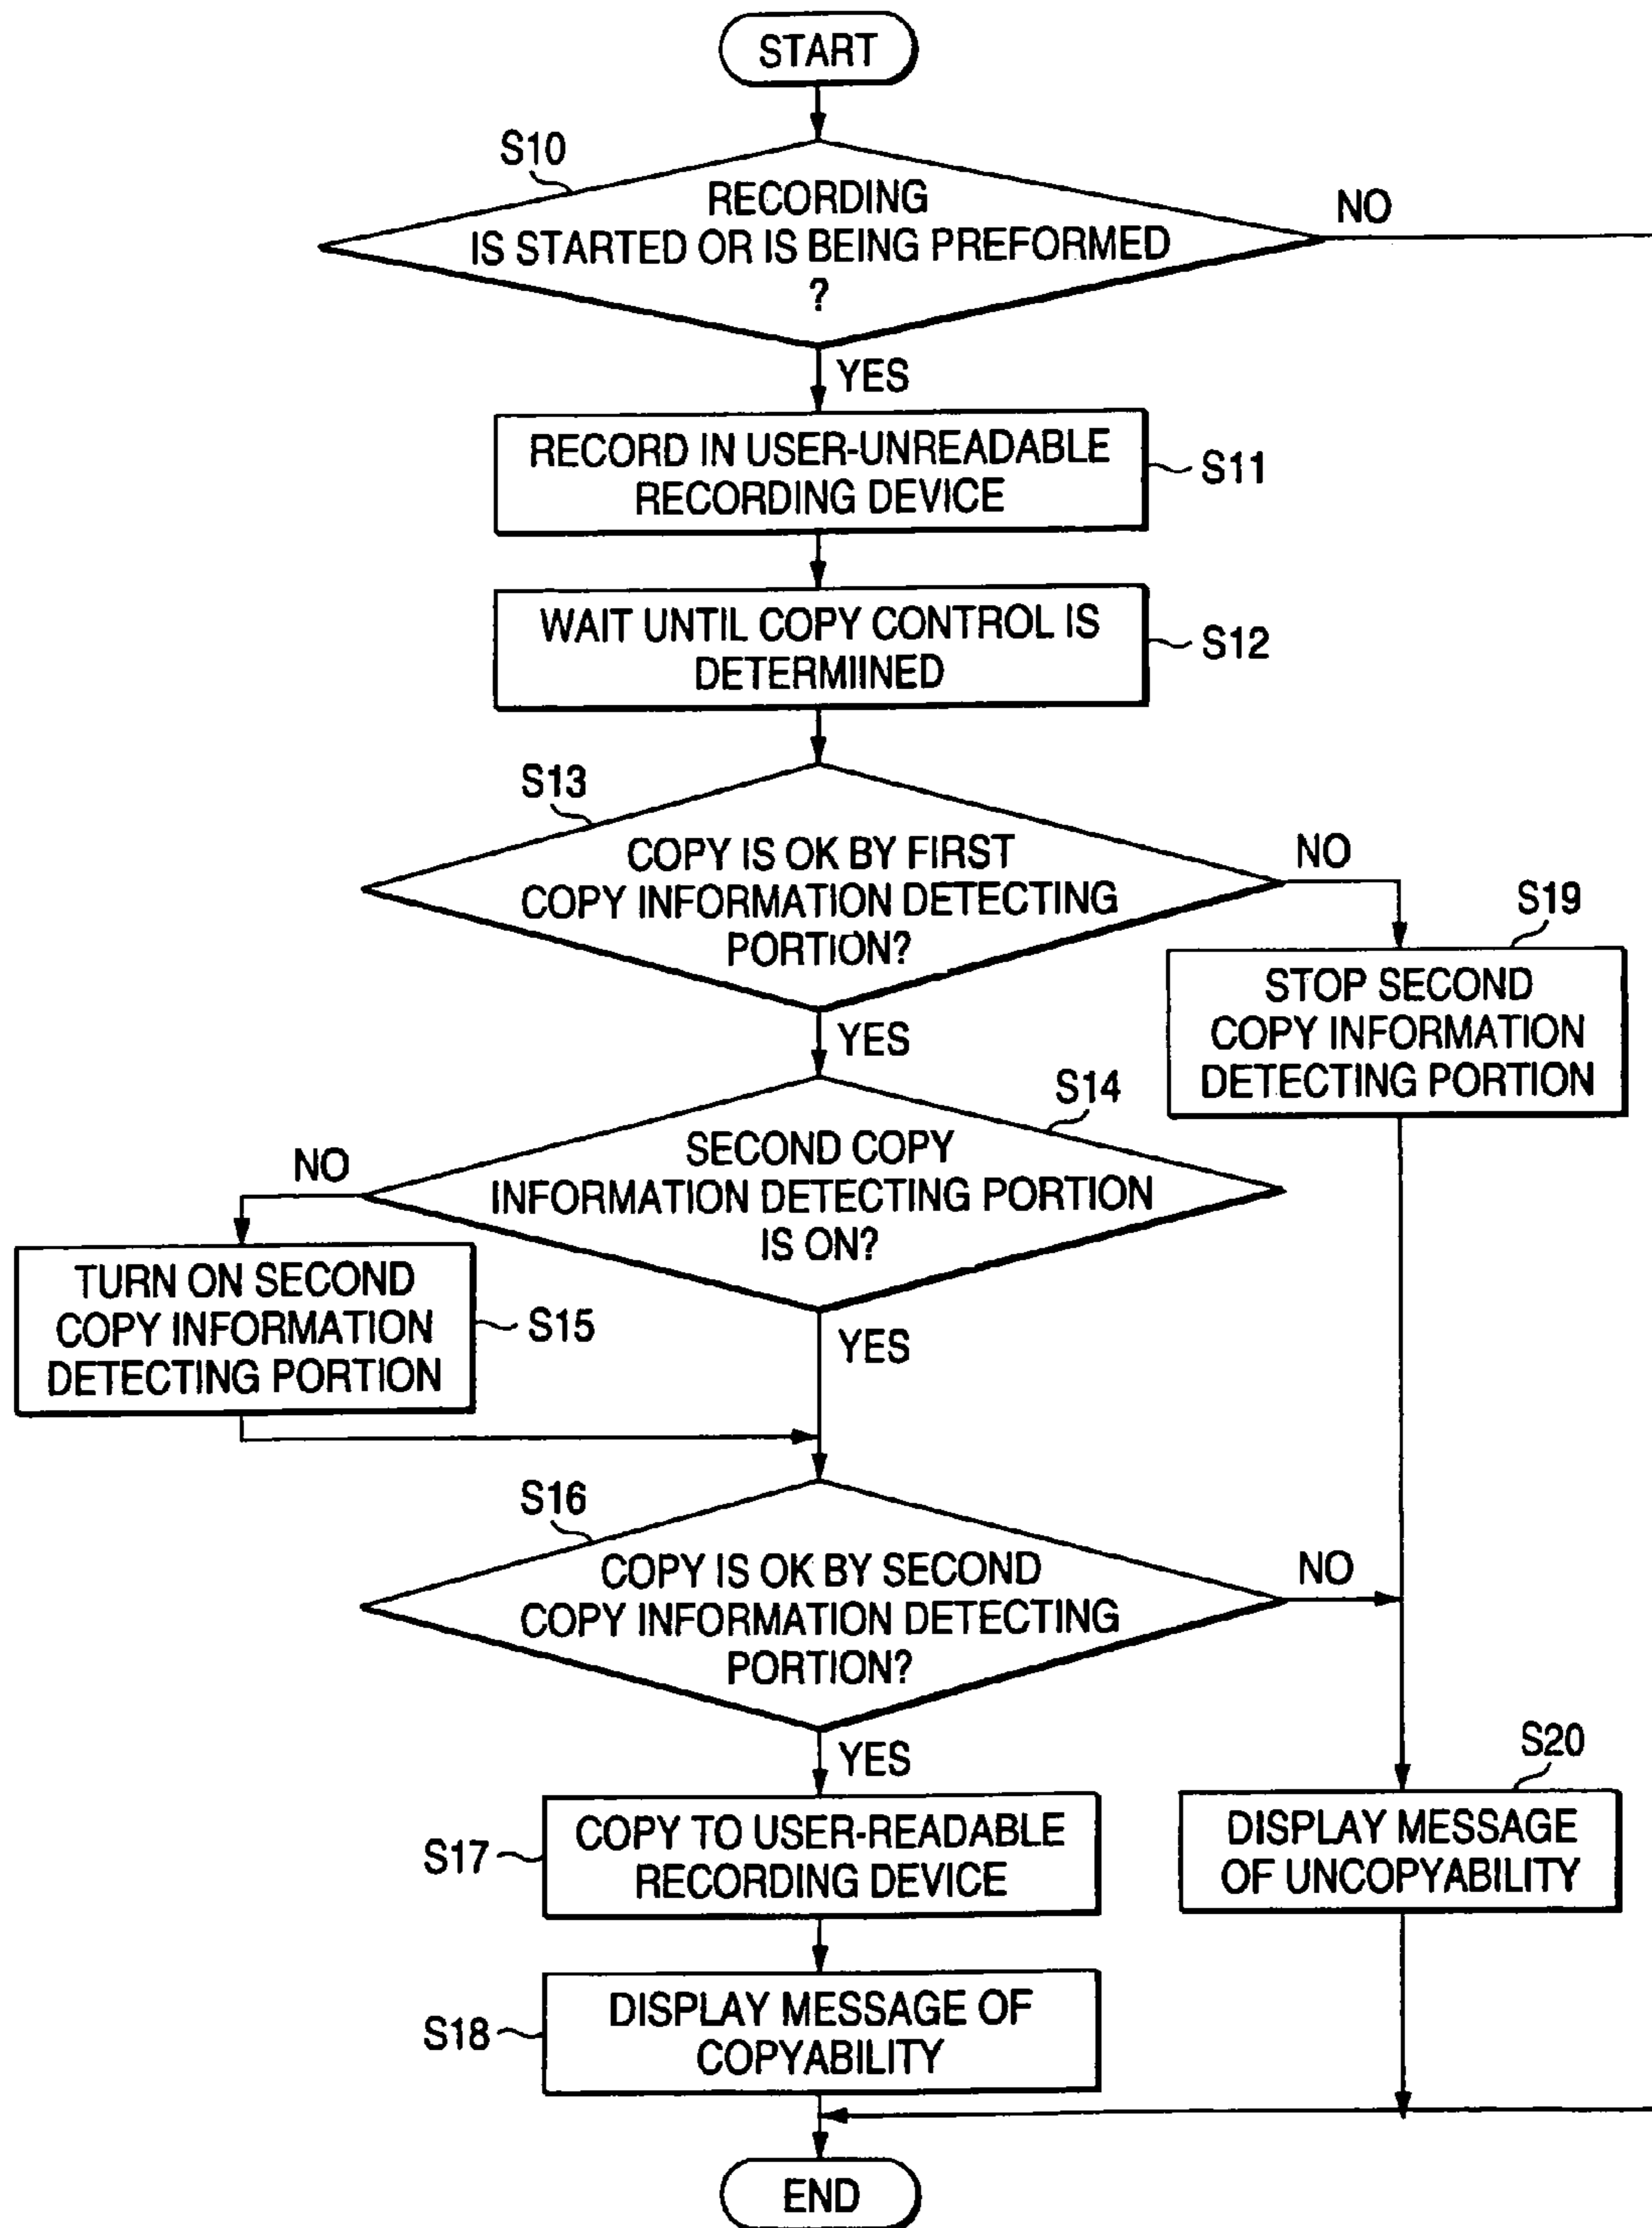 START
S10
RECORDING
IS STARTED OR IS BEING PREFORMED
?
NO
YES
RECORD IN USER-UNREADABLE
RECORDING DEVICE
S11
WAIT UNTIL COPY CONTROL IS
DETERMIINED
S12
S13
COPY IS OK BY FIRST
COPY INFORMATION DETECTING
PORTION?
NO
YES
S19
STOP SECOND
COPY INFORMATION
DETECTING PORTION
S14
SECOND COPY
INFORMATION DETECTING PORTION
IS ON?
NO
YES
TURN ON SECOND
COPY INFORMATION
DETECTING PORTION
S15
S16
COPY IS OK BY SECOND
COPY INFORMATION DETECTING
PORTION?
NO
YES
S17
COPY TO USER-READABLE
RECORDING DEVICE
S20
DISPLAY MESSAGE
OF UNCOPYABILITY
S18
DISPLAY MESSAGE OF
COPYABILITY
END